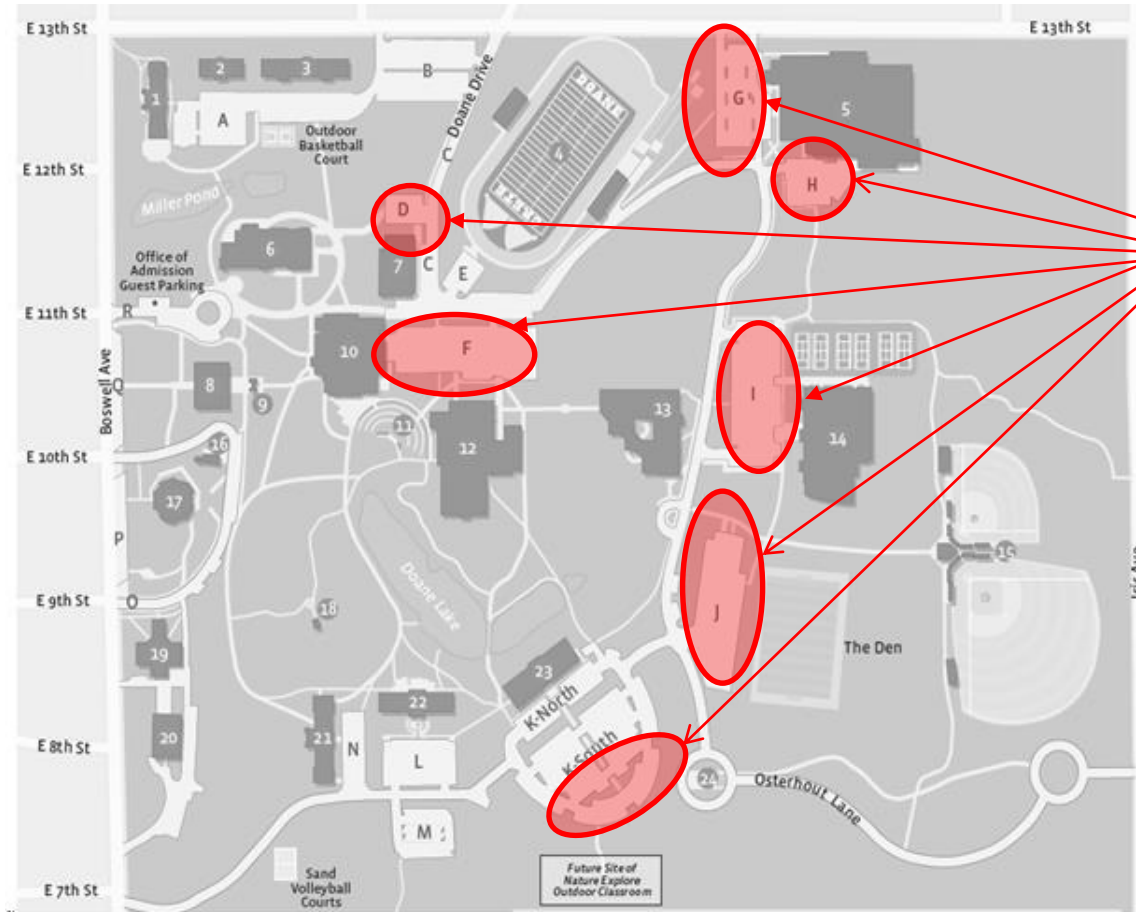 E 13th St
E 13th St
2
3
B
Doane Drive
DOANE
G
5
1
A
Outdoor
Basketball
Court
C
4
E 12th St
H
Miller Pond
D
6
7
C
E
Office of
Admission
Guest Parking
E 11th St
R
10
F
Boswell Ave
Q
8
9
I
11
13
14
12
16
E 10th St
17
P
15
Doane Lake
E 9th St
O
18
J
19
The Den
23
K-North
22
K-South
E 8th St
20
21
N
L
24
Osterhout Lane
M
Sand
Volleyball
Courts
Future Site of
Nature Explore
Outdoor Classroom
E 7th St